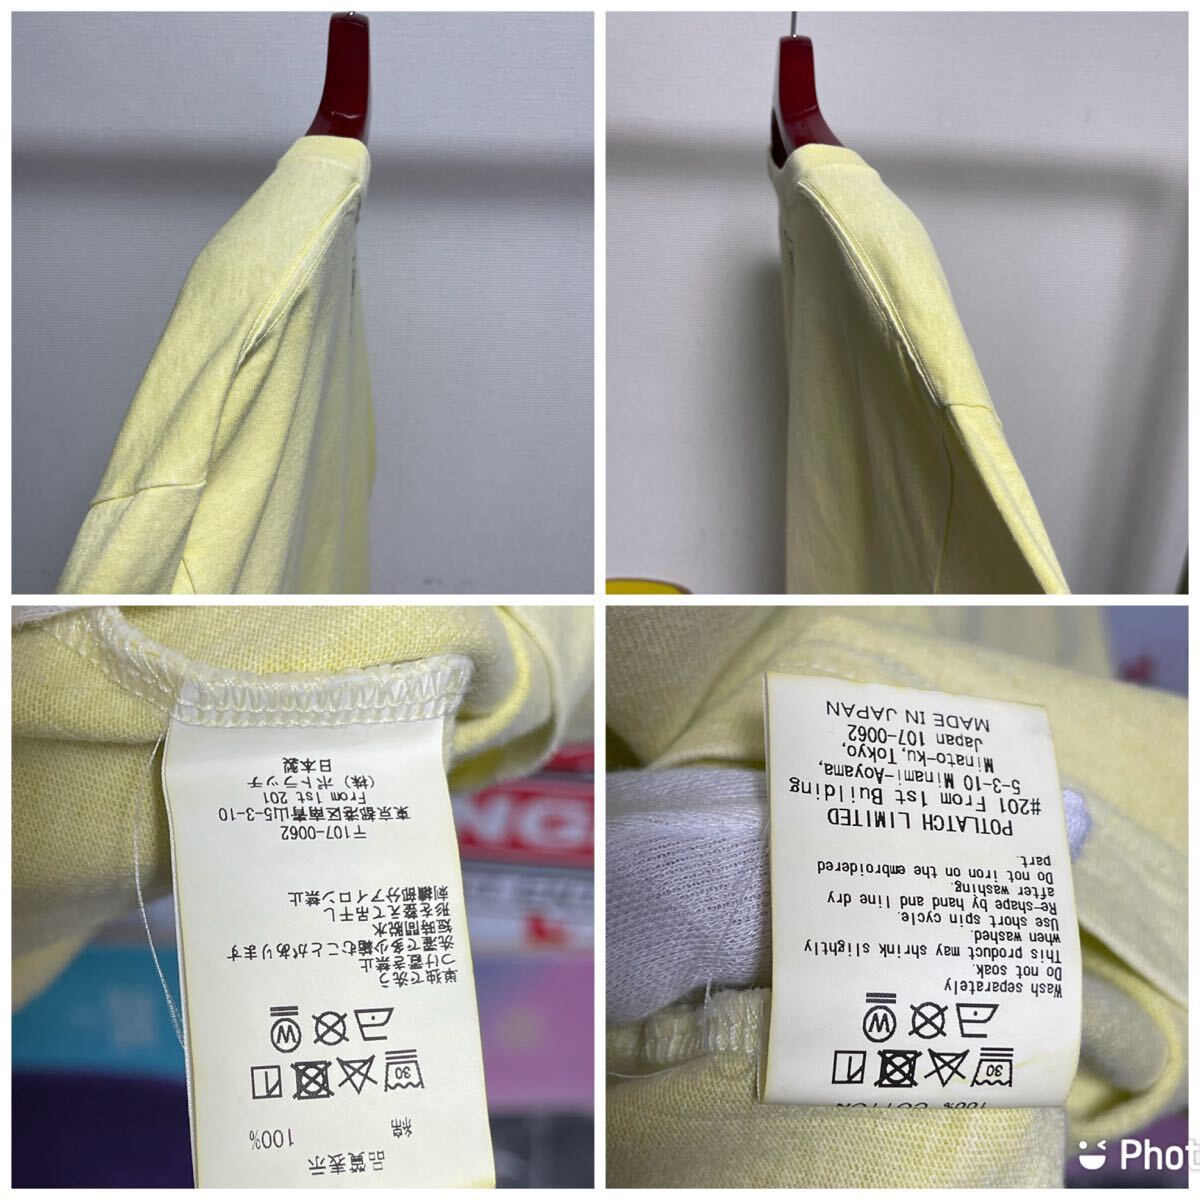 品質表示
綿 100%
30
W
単独で洗う
つけ置き禁止
洗濯で多少縮むことがあります
短時間脱水
形を整えて吊干し
刺繍部分アイロン禁止
〒107-0062
東京都港区南青山5-3-10
From 1st 201
(株) ポトラッチ
日本製
100% COTTON
30
W
Wash separately
Do not soak.
This product may shrink slightly
when washed.
Use short spin cycle.
Re-shape by hand and line dry
after washing.
Do not iron on the embroidered
part.
POTLATCH LIMITED
#201 From 1st Building
5-3-10 Minami-Aoyama,
Minato-ku, Tokyo,
Japan 107-0062
MADE IN JAPAN
Phot